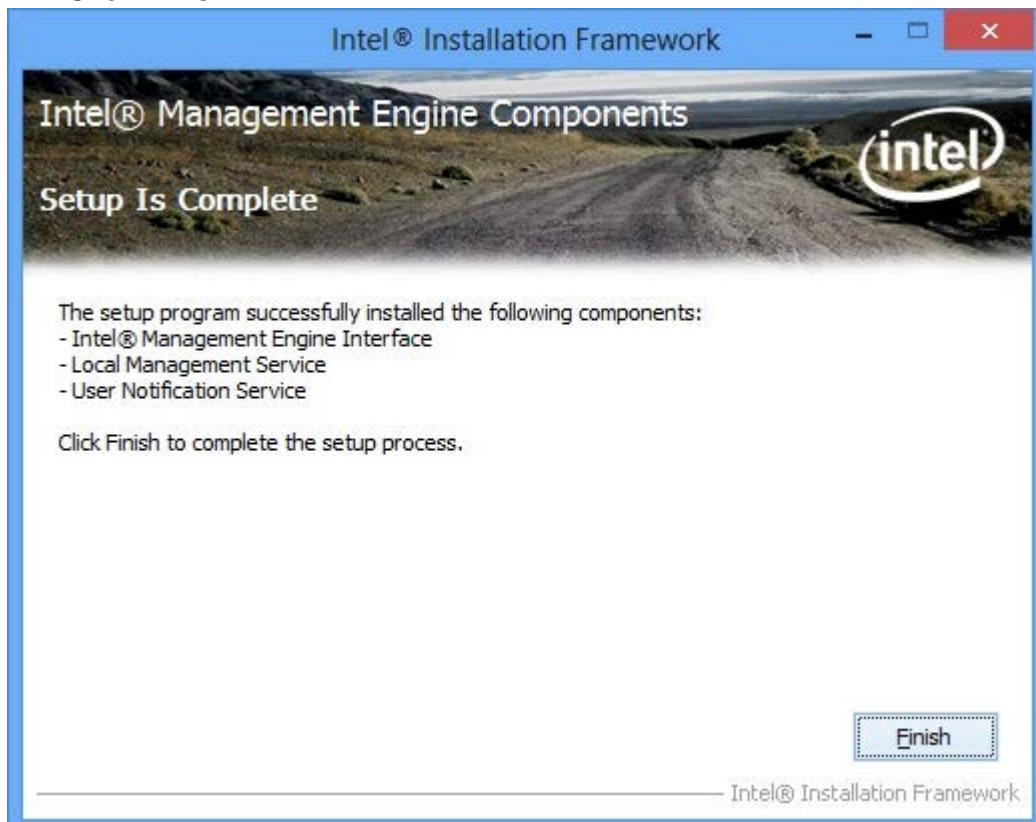 Intel® Installation Framework
Intel® Management Engine Components
intel®
Setup Is Complete
The setup program successfully installed the following components:
- Intel® Management Engine Interface
- Local Management Service
- User Notification Service
Click Finish to complete the setup process.
Finish
Intel® Installation Framework